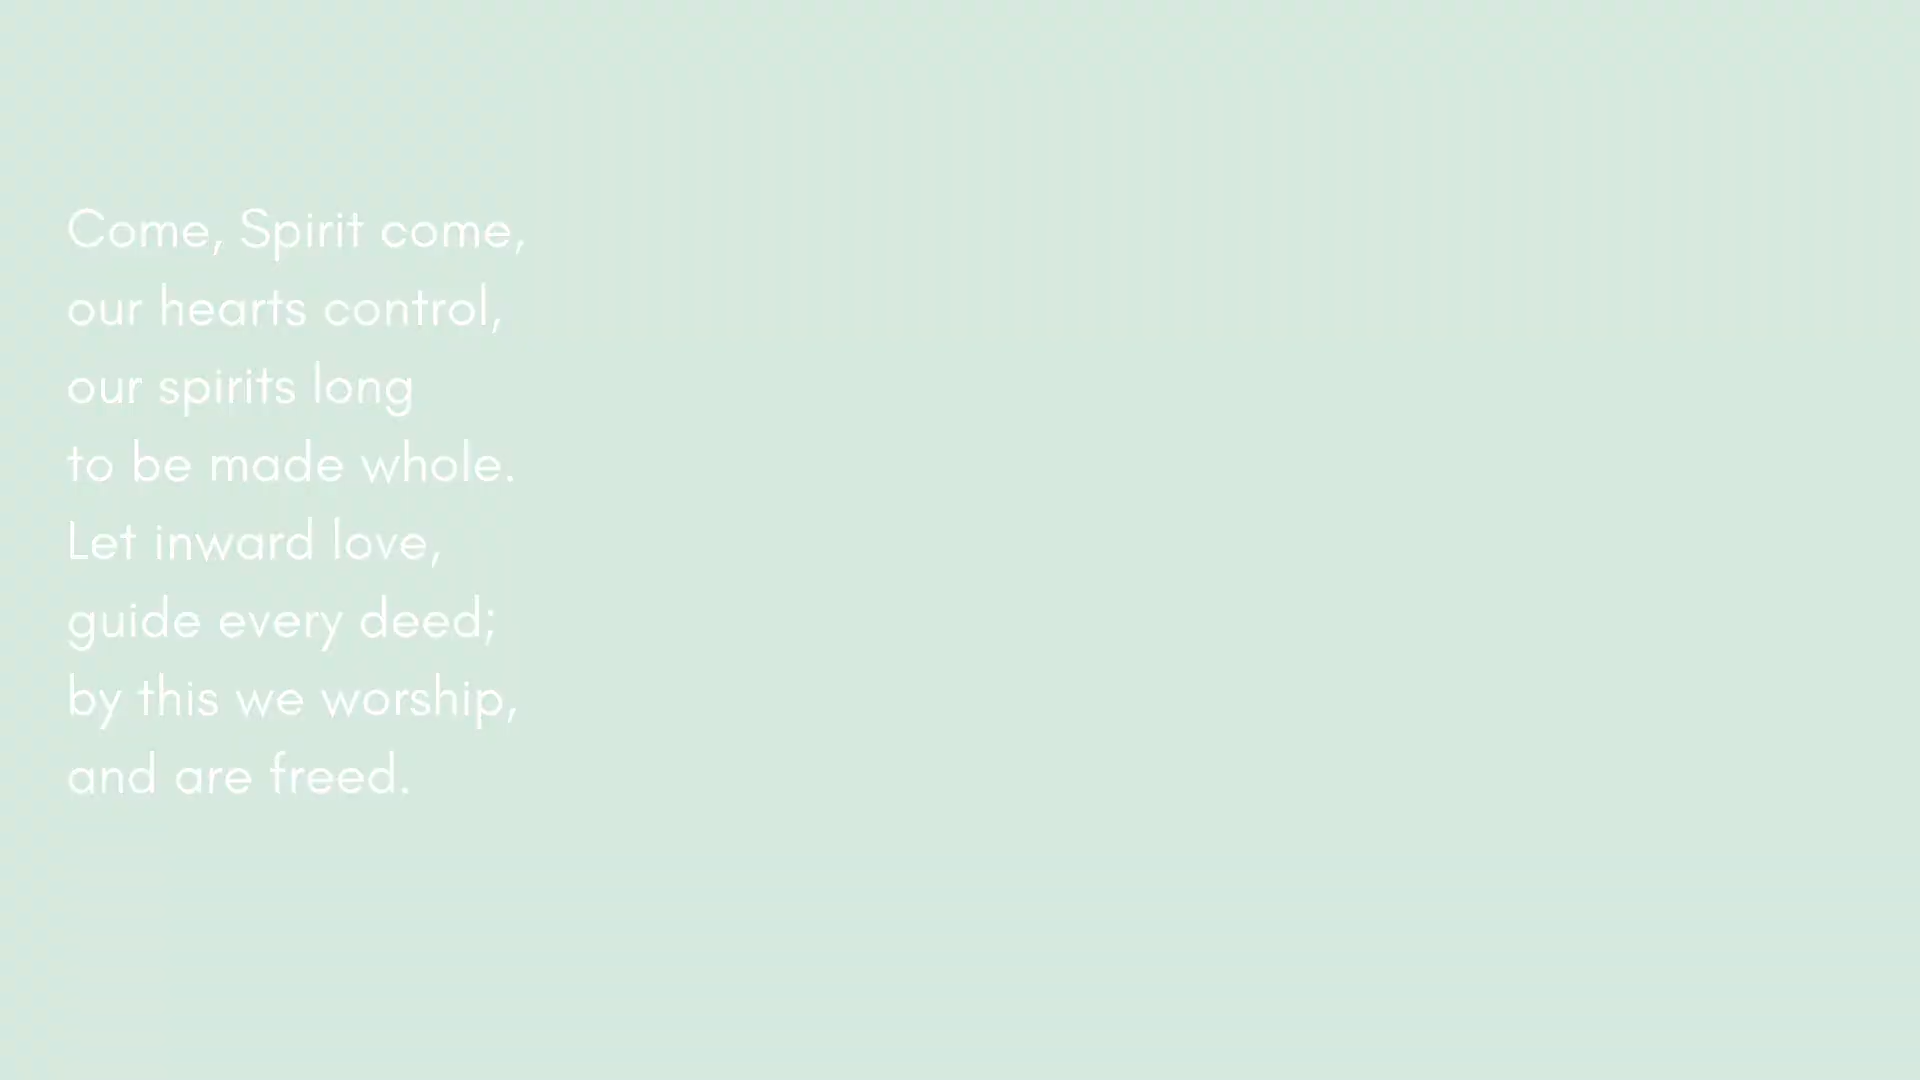 Come, Spirit come,
our hearts control,
our spirits long
to be made whole.
Let inward love,
guide every deed;
by this we worship,
and are freed.